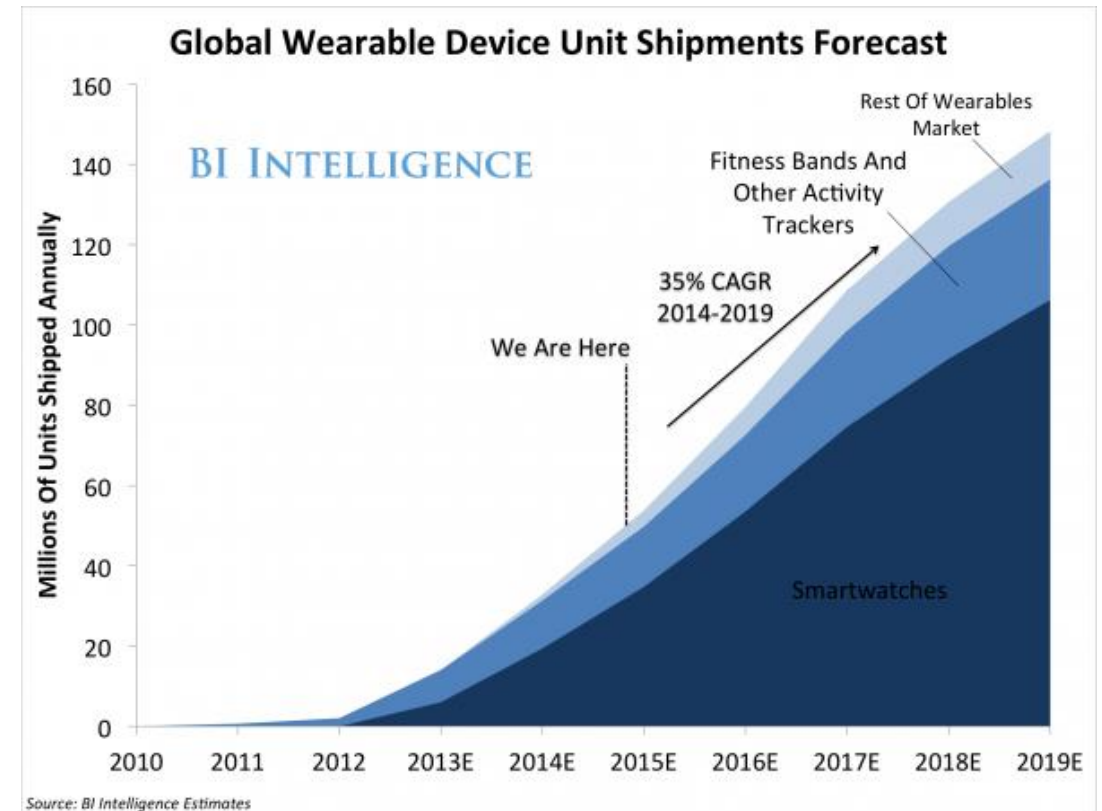 Global Wearable Device Unit Shipments Forecast
BI INTELLIGENCE
Rest Of Wearables
Market
Fitness Bands And
Other Activity
Trackers
35% CAGR
2014-2019
We Are Here
Smartwatches
Millions Of Units Shipped Annually
160
140
120
100
80
60
40
20
0
2010 2011 2012 2013E 2014E 2015E 2016E 2017E 2018E 2019E
Source: BI Intelligence Estimates